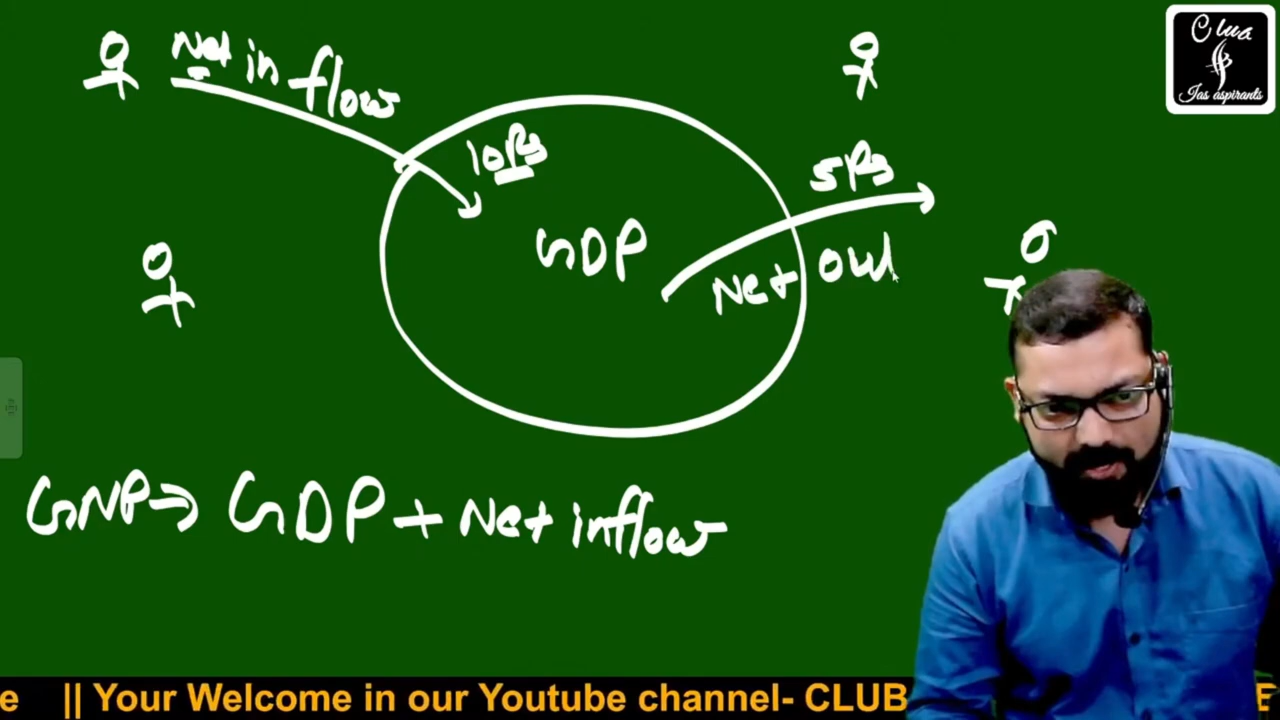 Net in flow
10Rs
5Rs
GDP
Net Out
GNP ⇒ GDP + Net inflow
Club
Ias aspirants
e || Your Welcome in our Youtube channel- CLUB
E